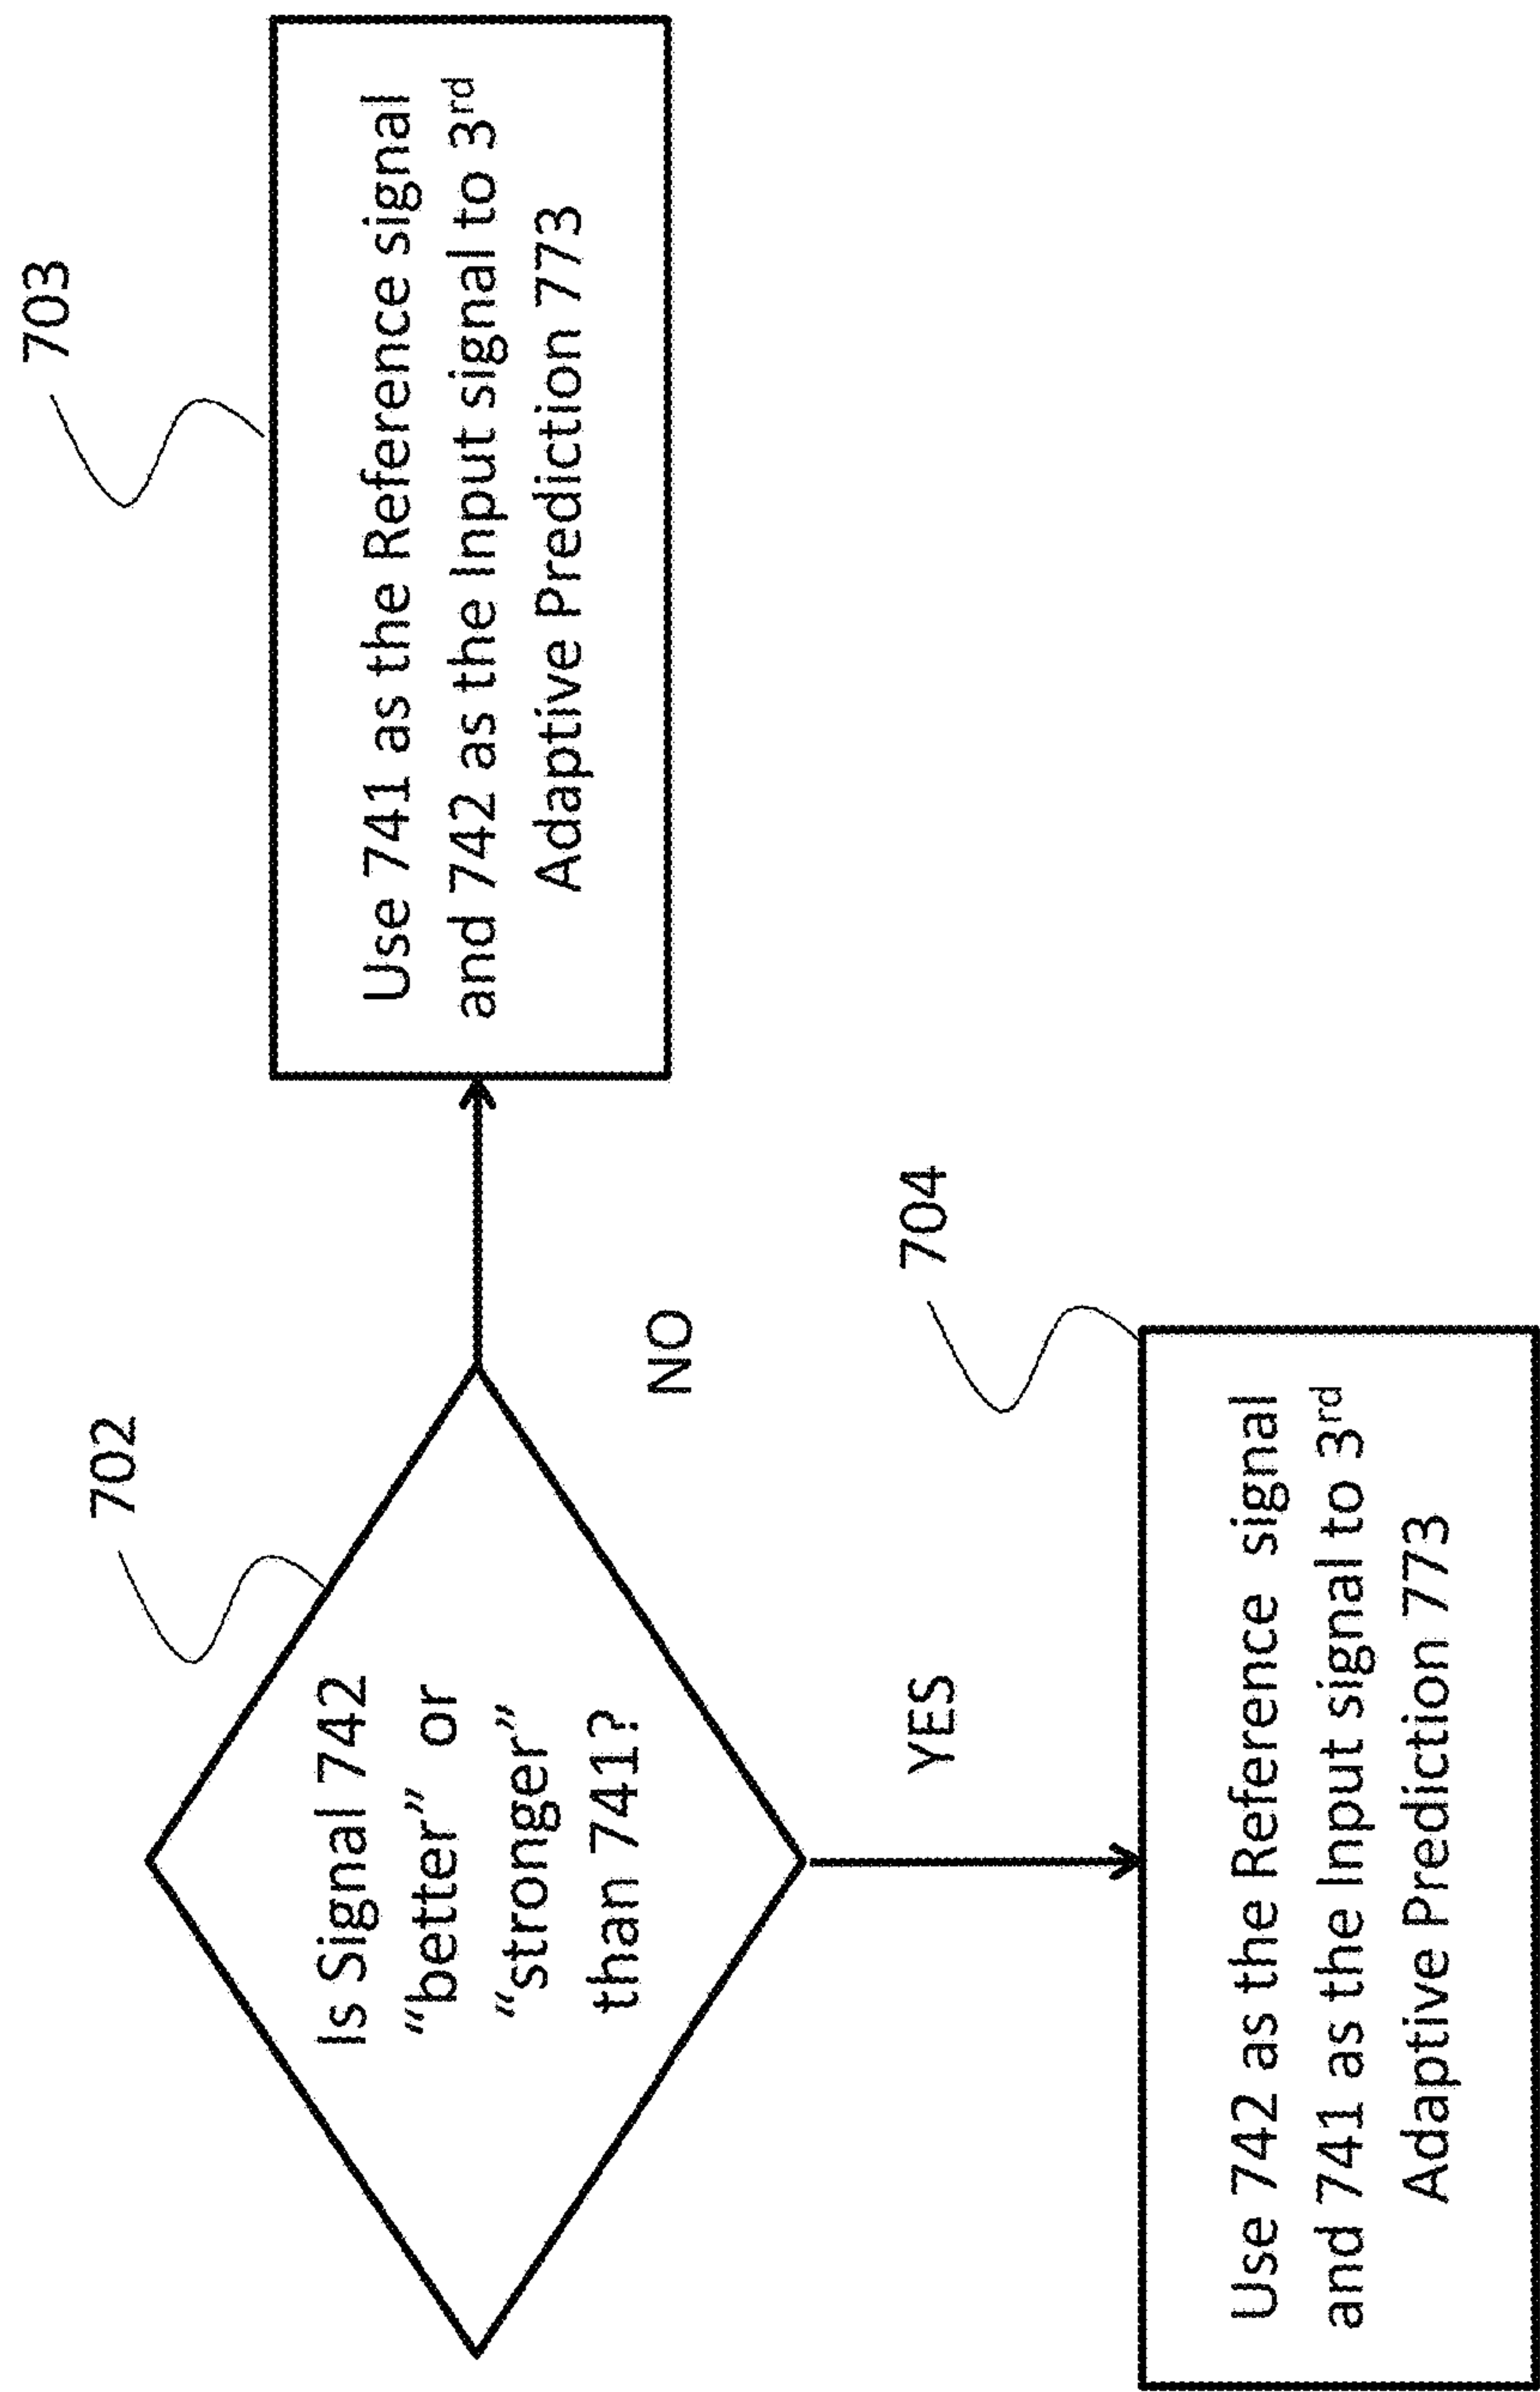 702
Is Signal 742
“better” or
“stronger”
than 741?
NO
703
Use 741 as the Reference signal
and 742 as the Input signal to 3rd
Adaptive Prediction 773
YES
704
Use 742 as the Reference signal
and 741 as the Input signal to 3rd
Adaptive Prediction 773